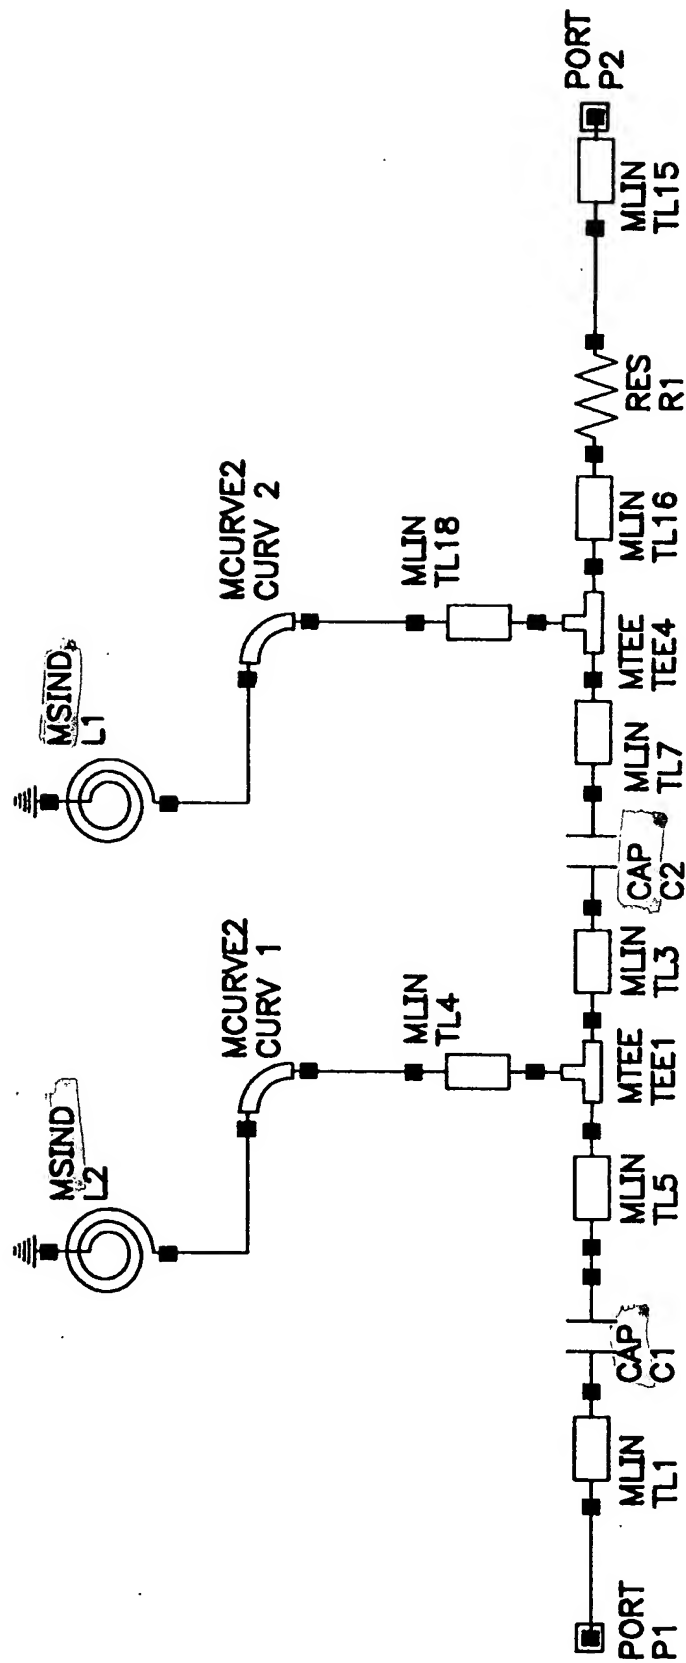 MSIND
L2
MSIND
L1
MCURVE2
CURV 1
MCURVE2
CURV 2
MLIN
TL4
MLIN
TL18
PORT
P1
MLIN
TL1
CAP
C1
MLIN
TL5
MTEE
TEE1
MLIN
TL3
CAP
C2
MLIN
TL7
MTEE
TEE4
MLIN
TL16
RES
R1
MLIN
TL15
PORT
P2